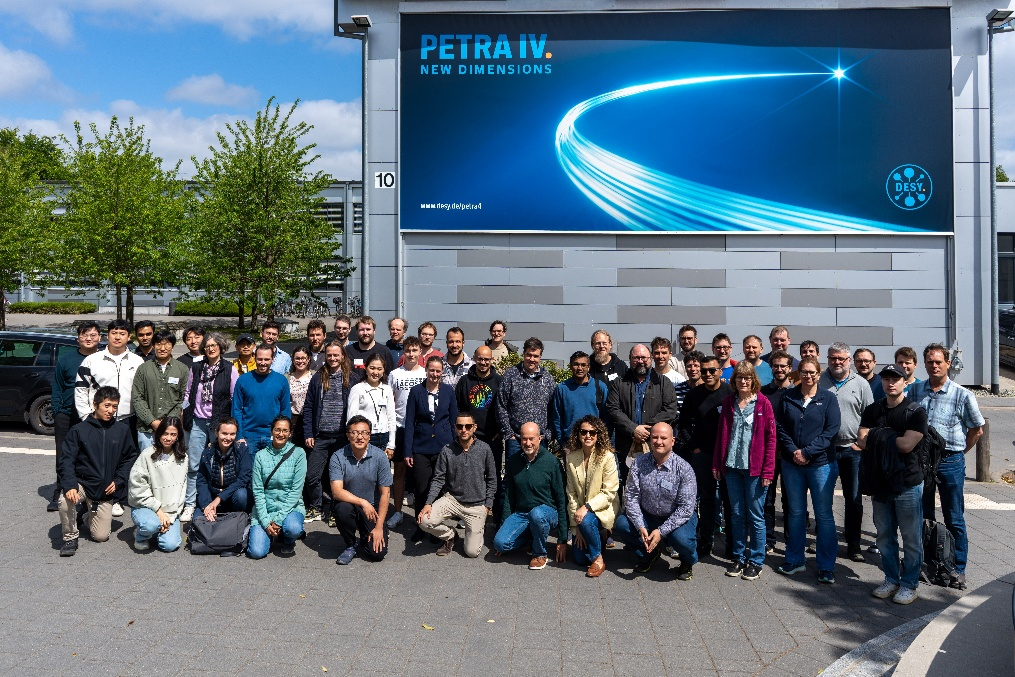 PETRA IV.
NEW DIMENSIONS
10
www.desy.de/petra4
DESY.